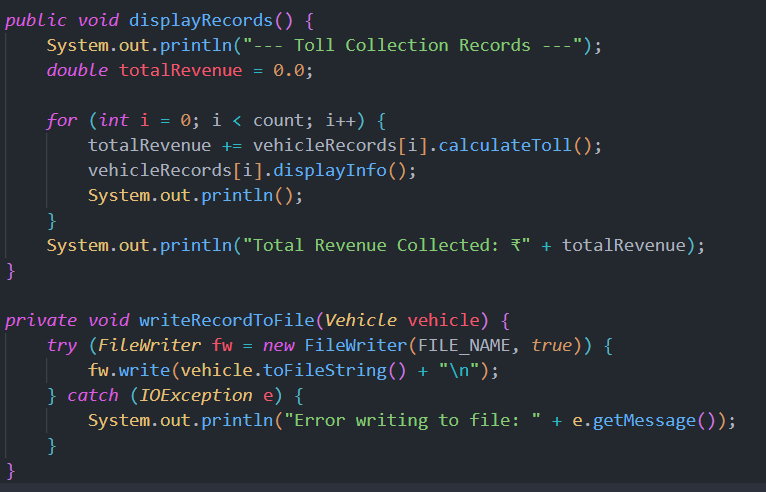 public void displayRecords() {
    System.out.println("--- Toll Collection Records ---");
    double totalRevenue = 0.0;

    for (int i = 0; i < count; i++) {
        totalRevenue += vehicleRecords[i].calculateToll();
        vehicleRecords[i].displayInfo();
        System.out.println();
    }
    System.out.println("Total Revenue Collected: ₹" + totalRevenue);
}

private void writeRecordToFile(Vehicle vehicle) {
    try (FileWriter fw = new FileWriter(FILE_NAME, true)) {
        fw.write(vehicle.toFileString() + "\n");
    } catch (IOException e) {
        System.out.println("Error writing to file: " + e.getMessage());
    }
}